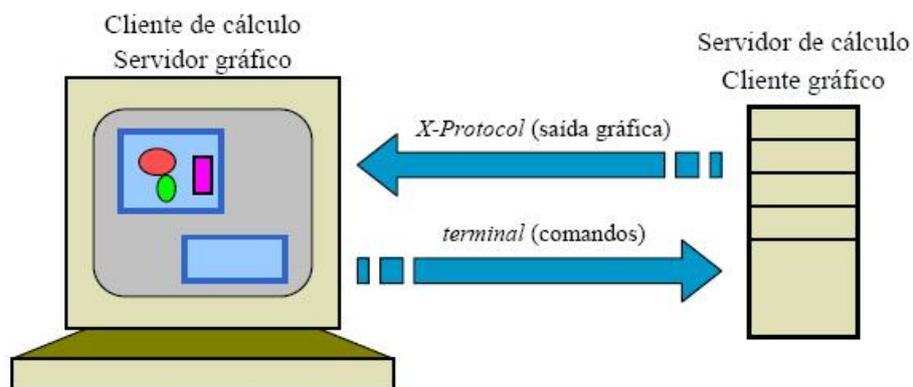 Cliente de cálculo
Servidor gráfico
Servidor de cálculo
Cliente gráfico
X-Protocol (saída gráfica)
terminal (comandos)